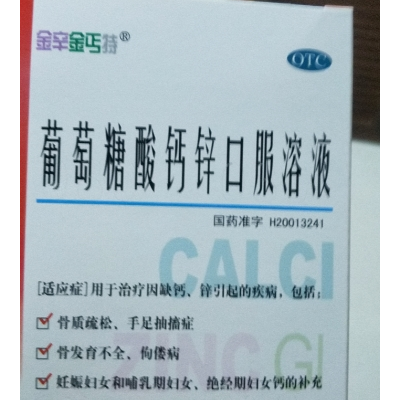 金辛金丐特®
OTC
葡萄糖酸钙锌口服溶液
国药准字 H20013241
CALCI
[适应症]用于治疗因缺钙、锌引起的疾病,包括:
骨质疏松、手足抽搐症
ZINC GI
骨发育不全、佝偻病
妊娠妇女和哺乳期妇女、绝经期妇女钙的补充